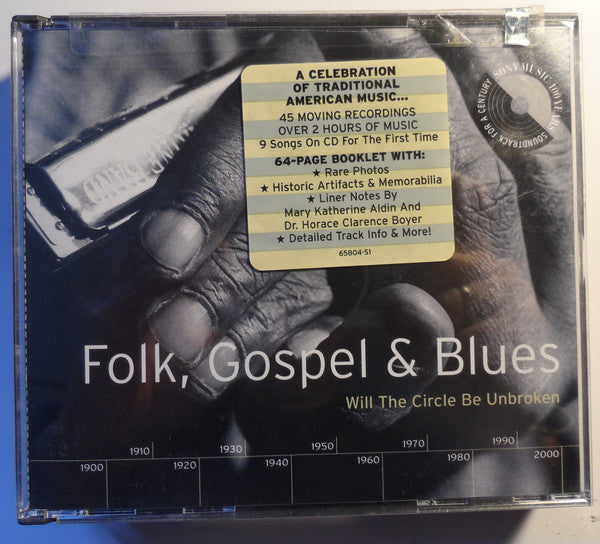 A CELEBRATION
OF TRADITIONAL
AMERICAN MUSIC...
45 MOVING RECORDINGS
OVER 2 HOURS OF MUSIC
9 Songs On CD For The First Time
64-PAGE BOOKLET WITH:
★ Rare Photos
★ Historic Artifacts & Memorabilia
★ Liner Notes By
Mary Katherine Aldin And
Dr. Horace Clarence Boyer
★ Detailed Track Info & More!
65804-S1
SONY MUSIC 100 YEARS
SOUNDTRACK FOR A CENTURY
Folk, Gospel & Blues
Will The Circle Be Unbroken
1910 1930 1950 1970 1990
1900 1920 1940 1960 1980 2000